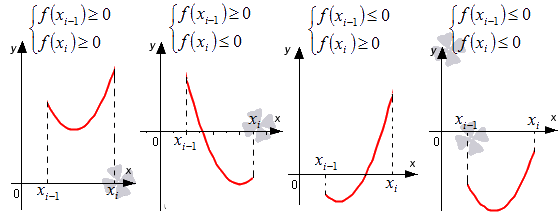 f(x_{i-1}) ≥ 0
f(x_i) ≥ 0
y
x
0
x_{i-1}
x_i
f(x_{i-1}) ≥ 0
f(x_i) ≤ 0
y
x_i
x
0
x_{i-1}
f(x_{i-1}) ≤ 0
f(x_i) ≥ 0
y
x_{i-1}
x
0
x_i
f(x_{i-1}) ≤ 0
f(x_i) ≤ 0
y
x_{i-1}
x_i
x
0